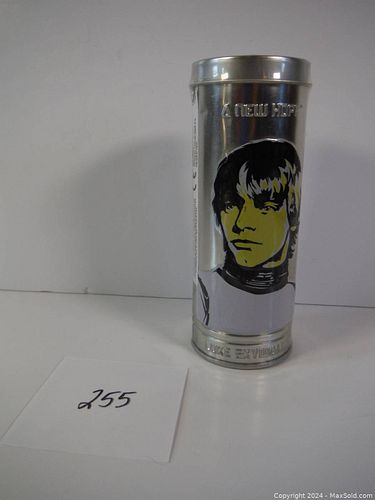 A NEW HOPE
LUKE SKYWALKER
255
Copyright 2024 - MaxSold.com